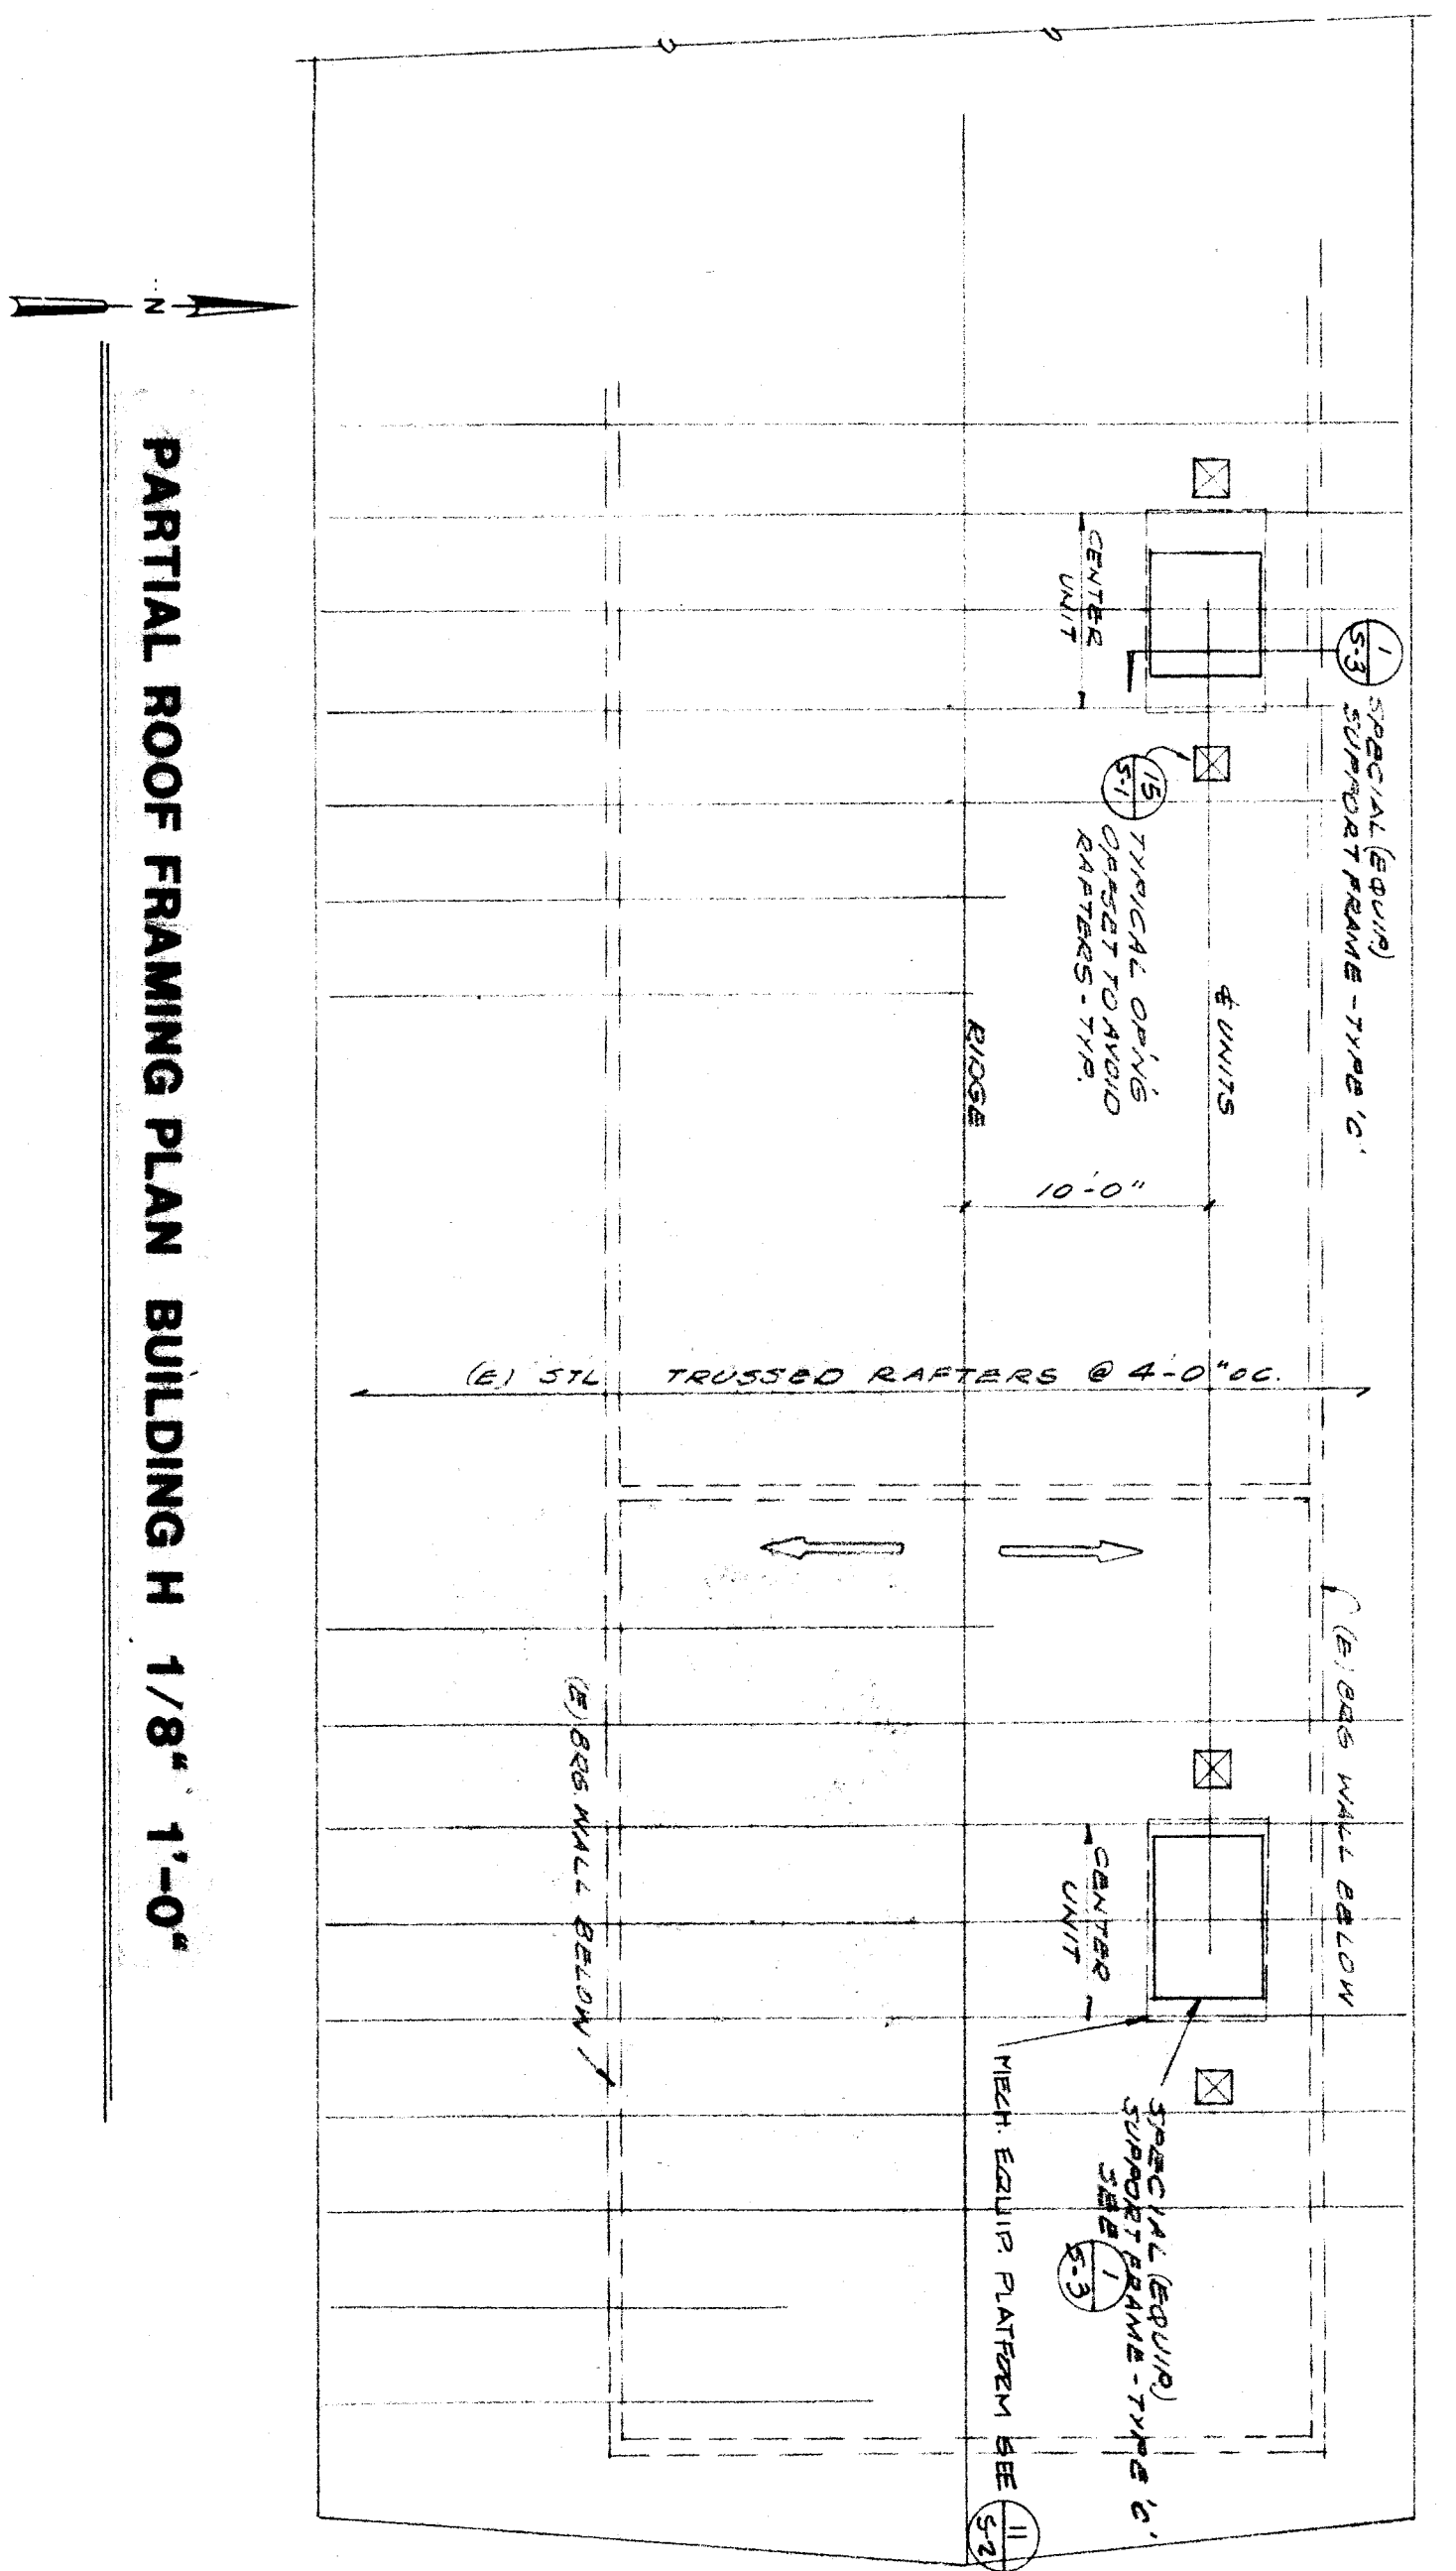 1
S-3
SPECIAL (EQUIP)
SUPPORT FRAME - TYPE 'C'
CENTER
UNIT
15
S-1
TYPICAL OP'NG
OFFSET TO AVOID
RAFTERS - TYP.
℄ UNITS
RIDGE
10'-0"
(E) STL TRUSSED RAFTERS @ 4'-0" OC.
(E) BRG WALL BELOW
(E) BRG. WALL BELOW
CENTER
UNIT
SPECIAL (EQUIP)
SUPPORT FRAME - TYPE 'C'
SEE
1
S-3
MECH. EQUIP. PLATFORM SEE
11
S-2
N
PARTIAL ROOF FRAMING PLAN BUILDING H 1/8" 1'-0"